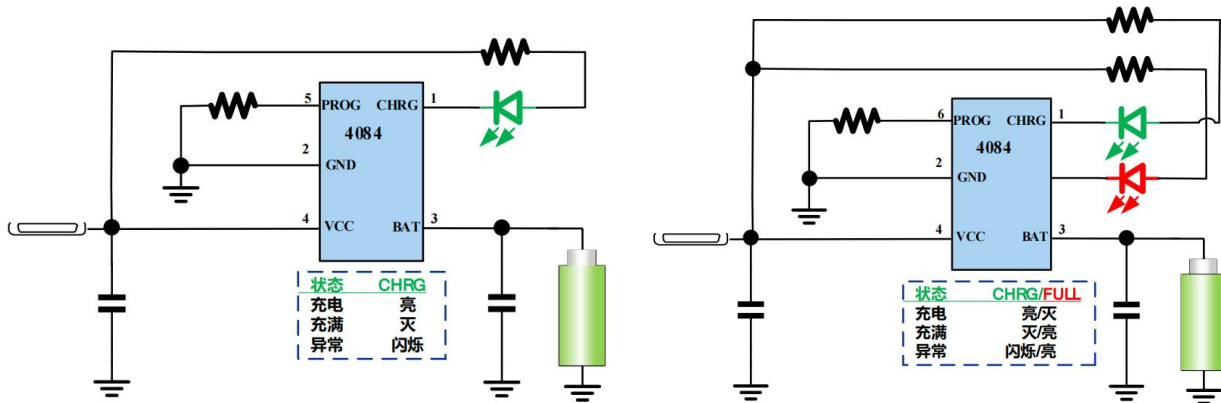 5 PROG CHRG 1
4084
2 GND
4 VCC BAT 3
状态 CHRG
充电 亮
充满 灭
异常 闪烁
6 PROG CHRG 1
4084
2 GND
4 VCC BAT 3
状态 CHRG/FULL
充电 亮/灭
充满 灭/亮
异常 闪烁/亮